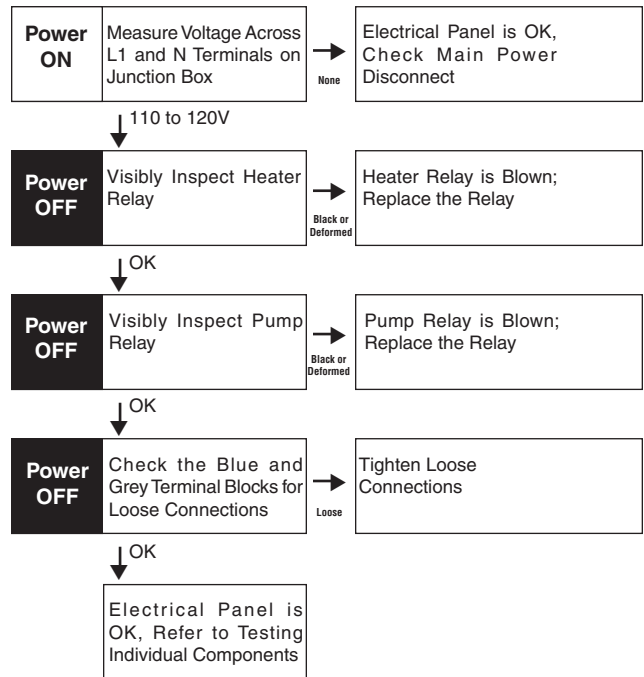 Power
ON
Measure Voltage Across
L1 and N Terminals on
Junction Box
None
Electrical Panel is OK,
Check Main Power
Disconnect
110 to 120V
Power
OFF
Visibly Inspect Heater
Relay
Black or
Deformed
Heater Relay is Blown;
Replace the Relay
OK
Power
OFF
Visibly Inspect Pump
Relay
Black or
Deformed
Pump Relay is Blown;
Replace the Relay
OK
Power
OFF
Check the Blue and
Grey Terminal Blocks for
Loose Connections
Loose
Tighten Loose
Connections
OK
Electrical Panel is
OK, Refer to Testing
Individual Components